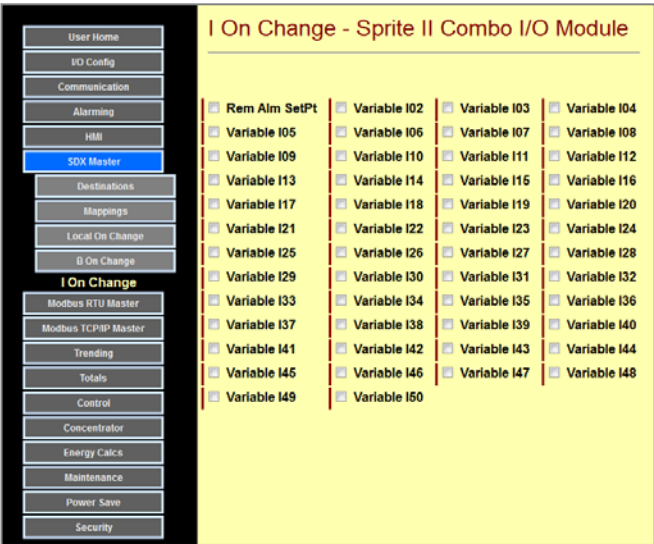 User Home
I/O Config
Communication
Alarming
HMI
SDX Master
Destinations
Mappings
Local On Change
B On Change
I On Change
Modbus RTU Master
Modbus TCP/IP Master
Trending
Totals
Control
Concentrator
Energy Calcs
Maintenance
Power Save
Security
I On Change - Sprite II Combo I/O Module
Rem Alm SetPt Variable I02 Variable I03 Variable I04
Variable I05 Variable I06 Variable I07 Variable I08
Variable I09 Variable I10 Variable I11 Variable I12
Variable I13 Variable I14 Variable I15 Variable I16
Variable I17 Variable I18 Variable I19 Variable I20
Variable I21 Variable I22 Variable I23 Variable I24
Variable I25 Variable I26 Variable I27 Variable I28
Variable I29 Variable I30 Variable I31 Variable I32
Variable I33 Variable I34 Variable I35 Variable I36
Variable I37 Variable I38 Variable I39 Variable I40
Variable I41 Variable I42 Variable I43 Variable I44
Variable I45 Variable I46 Variable I47 Variable I48
Variable I49 Variable I50